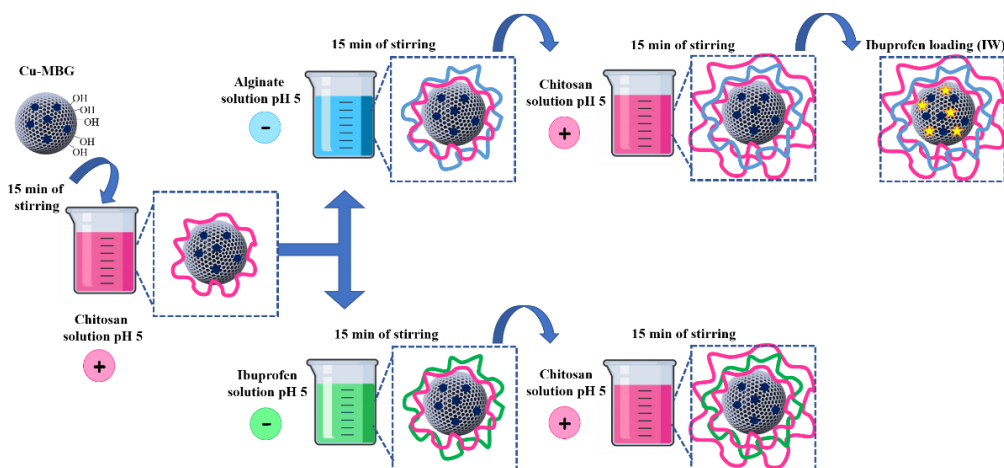 Cu-MBG
OH
OH
OH
OH
OH
15 min of
stirring
Chitosan
solution pH 5
+
Alginate
solution pH 5
-
15 min of stirring
Chitosan
solution pH 5
+
15 min of stirring
Ibuprofen loading (IW)
Ibuprofen
solution pH 5
-
15 min of stirring
Chitosan
solution pH 5
+
15 min of stirring